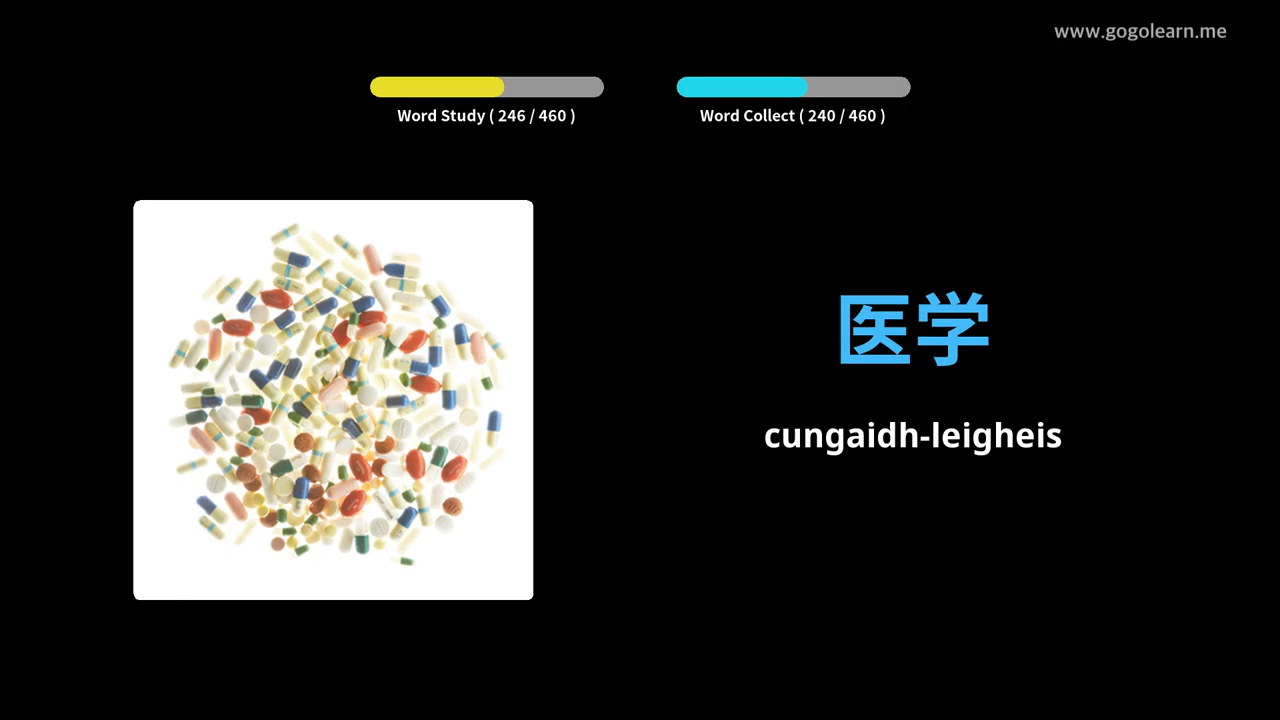 www.gogolearn.me
Word Study ( 246 / 460 )
Word Collect ( 240 / 460 )
医学
cungaidh-leigheis